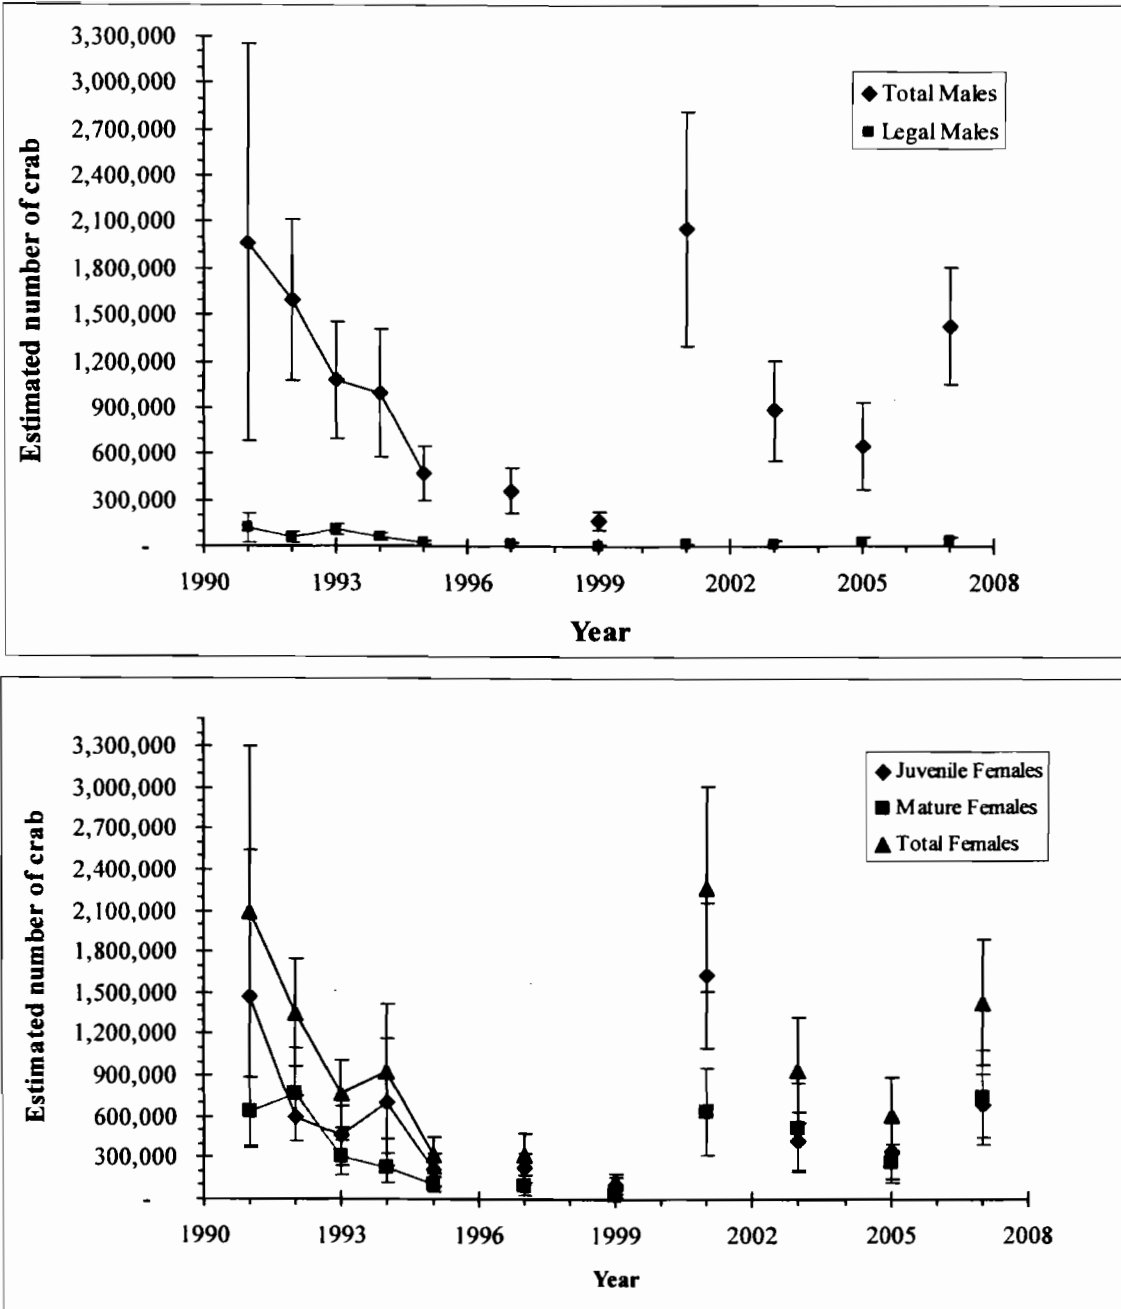 3,300,000
3,000,000
2,700,000
2,400,000
2,100,000
1,800,000
1,500,000
1,200,000
900,000
600,000
300,000
-
Estimated number of crab
Total Males
Legal Males
1990 1993 1996 1999 2002 2005 2008
Year
3,300,000
3,000,000
2,700,000
2,400,000
2,100,000
1,800,000
1,500,000
1,200,000
900,000
600,000
300,000
-
Estimated number of crab
Juvenile Females
Mature Females
Total Females
1990 1993 1996 1999 2002 2005 2008
Year